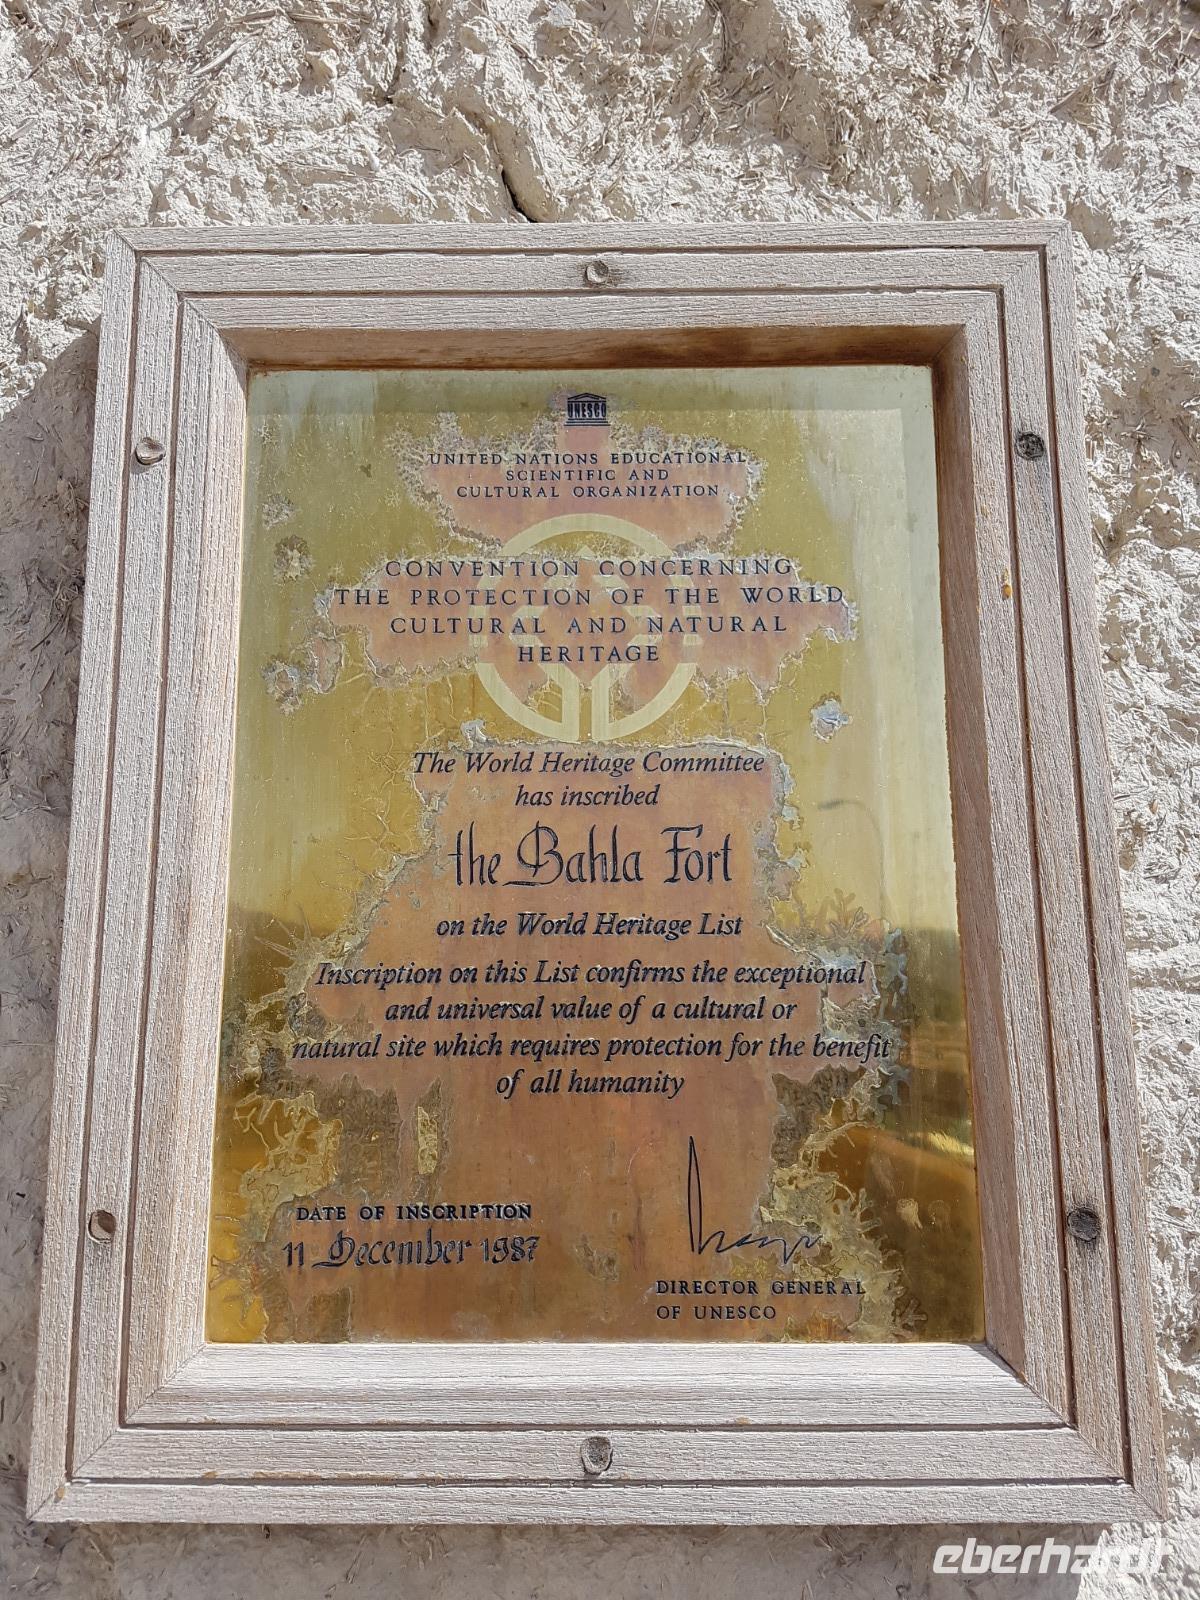 UNESCO
UNITED NATIONS EDUCATIONAL
SCIENTIFIC AND
CULTURAL ORGANIZATION
CONVENTION CONCERNING
THE PROTECTION OF THE WORLD
CULTURAL AND NATURAL
HERITAGE
The World Heritage Committee
has inscribed
the Bahla Fort
on the World Heritage List
Inscription on this List confirms the exceptional
and universal value of a cultural or
natural site which requires protection for the benefit
of all humanity
DATE OF INSCRIPTION
11 December 1987
DIRECTOR GENERAL
OF UNESCO
eberhardt